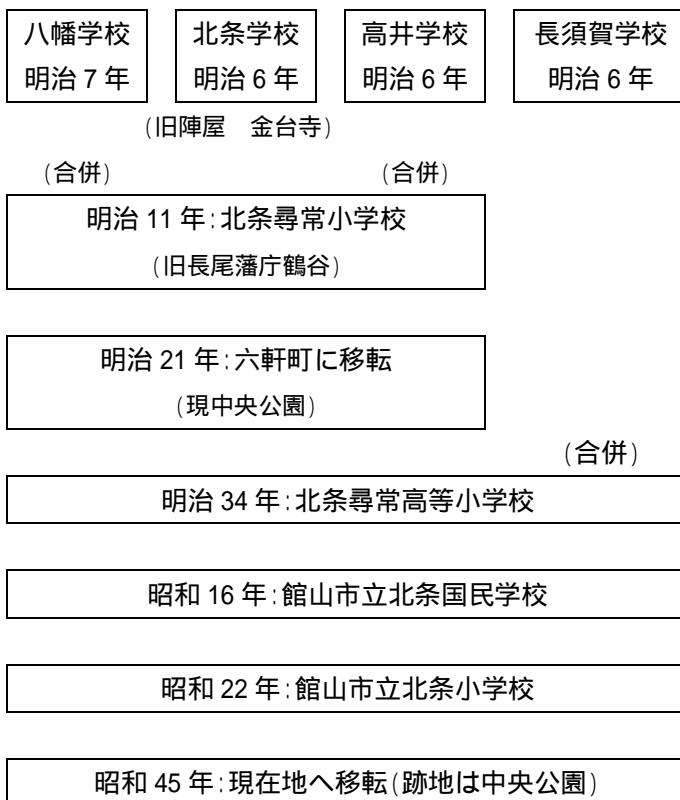 八幡学校
明治 7 年
北条学校
明治 6 年
高井学校
明治 6 年
長須賀学校
明治 6 年
(旧陣屋　金台寺)
(合併)
(合併)
明治 11 年:北条尋常小学校
(旧長尾藩庁鶴谷)
明治 21 年:六軒町に移転
(現中央公園)
(合併)
明治 34 年:北条尋常高等小学校
昭和 16 年:館山市立北条国民学校
昭和 22 年:館山市立北条小学校
昭和 45 年:現在地へ移転(跡地は中央公園)